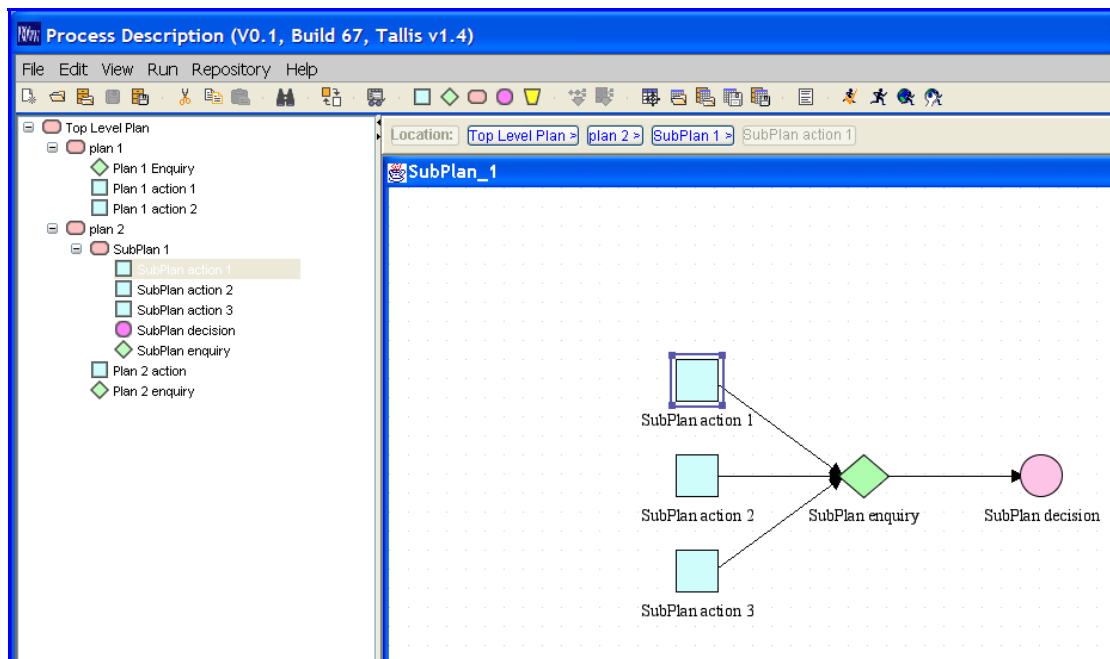 Process Description (V0.1, Build 67, Tallis v1.4)
File Edit View Run Repository Help
Top Level Plan
plan 1
Plan 1 Enquiry
Plan 1 action 1
Plan 1 action 2
plan 2
SubPlan 1
SubPlan action 1
SubPlan action 2
SubPlan action 3
SubPlan decision
SubPlan enquiry
Plan 2 action
Plan 2 enquiry
Location: Top Level Plan > plan 2 > SubPlan 1 > SubPlan action 1
SubPlan_1
SubPlan action 1
SubPlan action 2 SubPlan enquiry SubPlan decision
SubPlan action 3